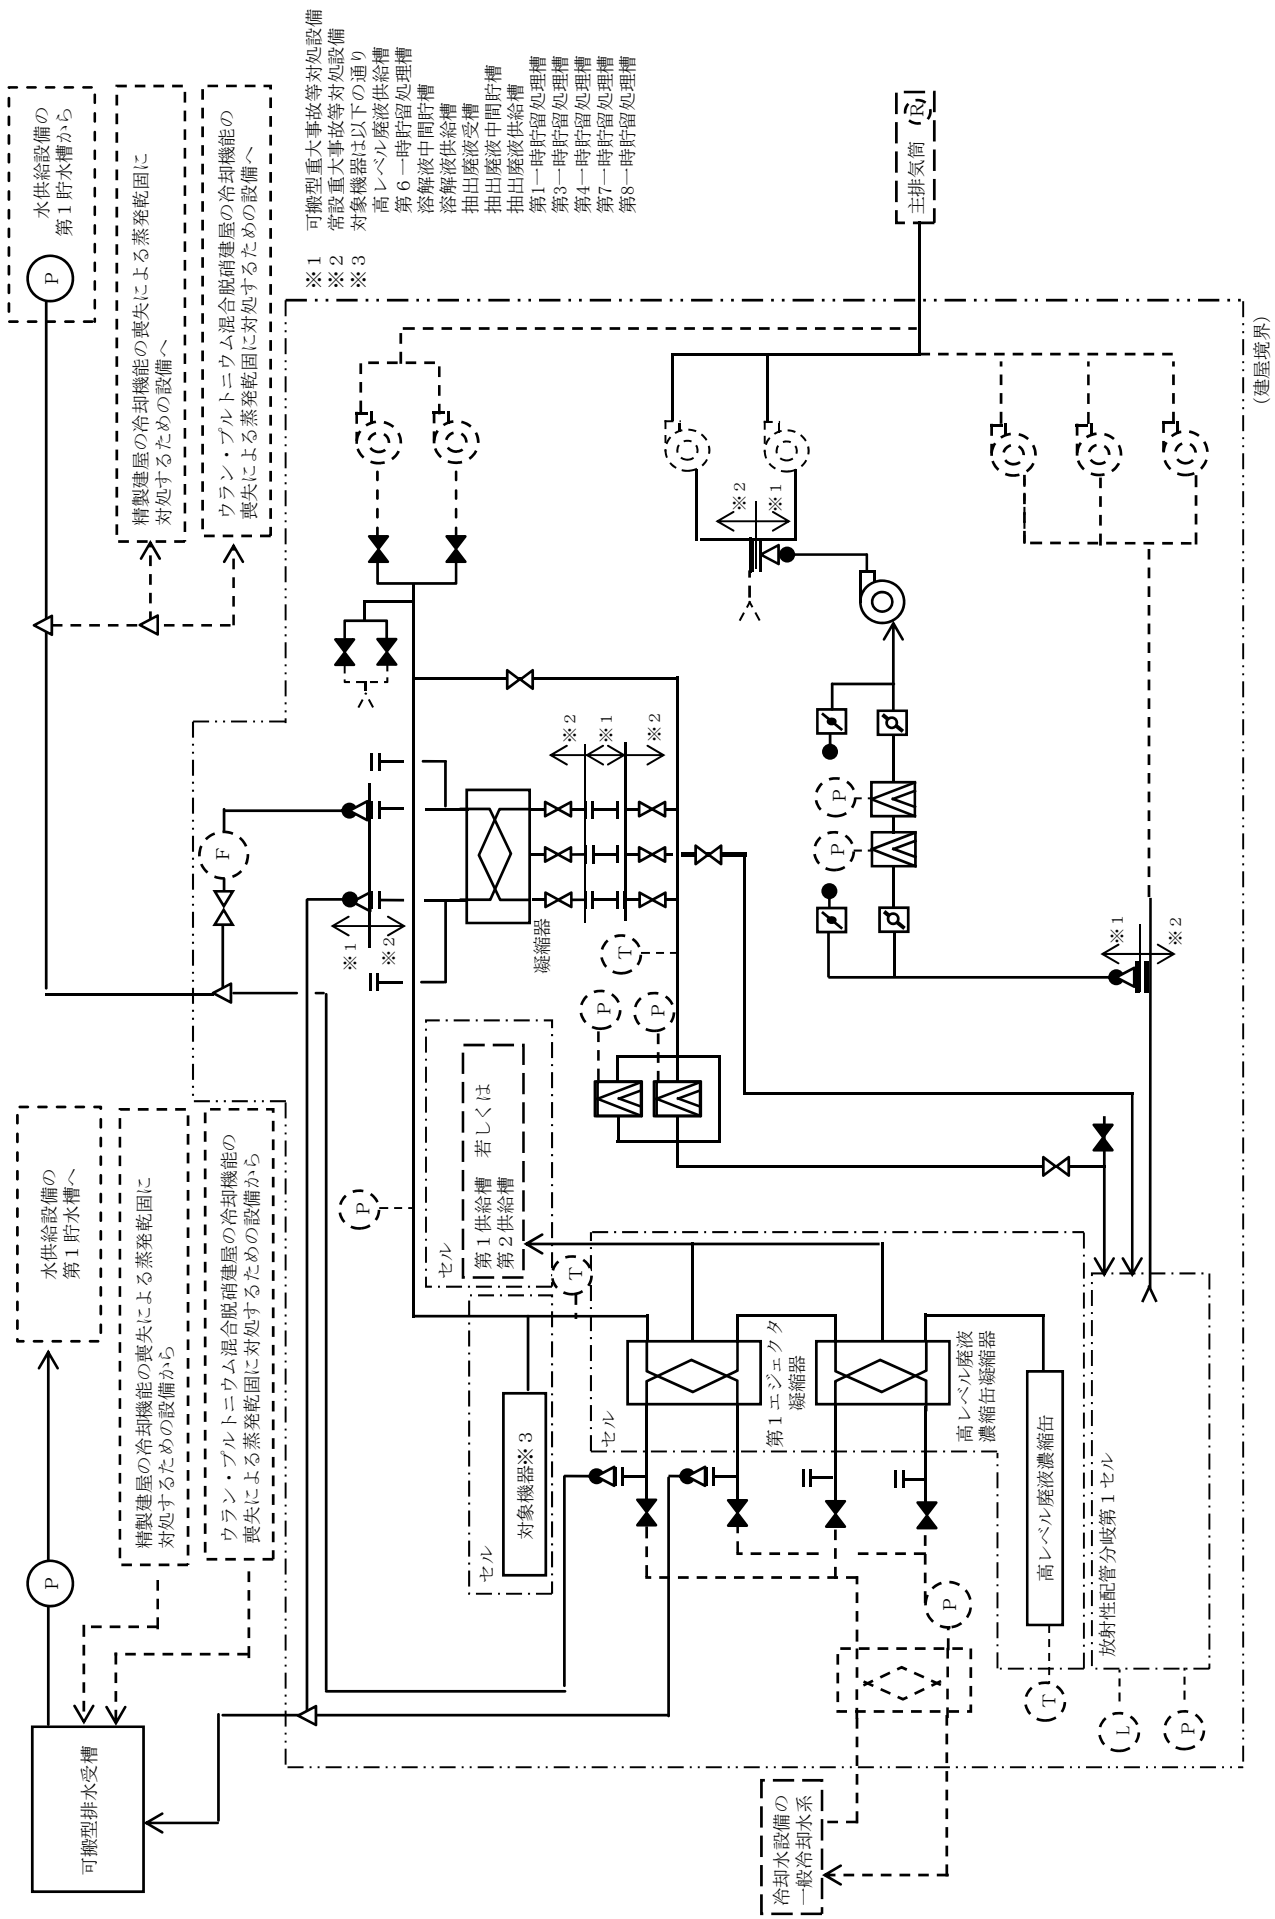 水供給設備の
第１貯水槽から
P
精製建屋の冷却機能の喪失による蒸発乾固に
対処するための設備へ
ウラン・プルトニウム混合脱硝建屋の冷却機能の
喪失による蒸発乾固に対処するための設備へ
※１　可搬型重大事故等対処設備
※２　常設重大事故等対処設備
※３　対象機器は以下の通り
高レベル廃液供給槽
第６一時貯留処理槽
溶解液中間貯槽
溶解液供給槽
抽出廃液受槽
抽出廃液中間貯槽
抽出廃液供給槽
第1一時貯留処理槽
第3一時貯留処理槽
第4一時貯留処理槽
第7一時貯留処理槽
第8一時貯留処理槽
主排気筒
R
(建屋境界)
※２
※１
※２
※１
※２
P
P
F
※１
※２
凝縮器
T
P
P
※１
※２
水供給設備の
第１貯水槽へ
P
精製建屋の冷却機能の喪失による蒸発乾固に
対処するための設備から
ウラン・プルトニウム混合脱硝建屋の冷却機能の
喪失による蒸発乾固に対処するための設備から
P
セル
第１供給槽　若しくは
第２供給槽
T
セル
対象機器※３
セル
第１エジェクタ
凝縮器
高レベル廃液
濃縮缶凝縮器
高レベル廃液濃縮缶
放射性配管分岐第１セル
P
T
L
P
可搬型排水受槽
冷却水設備の
一般冷却水系